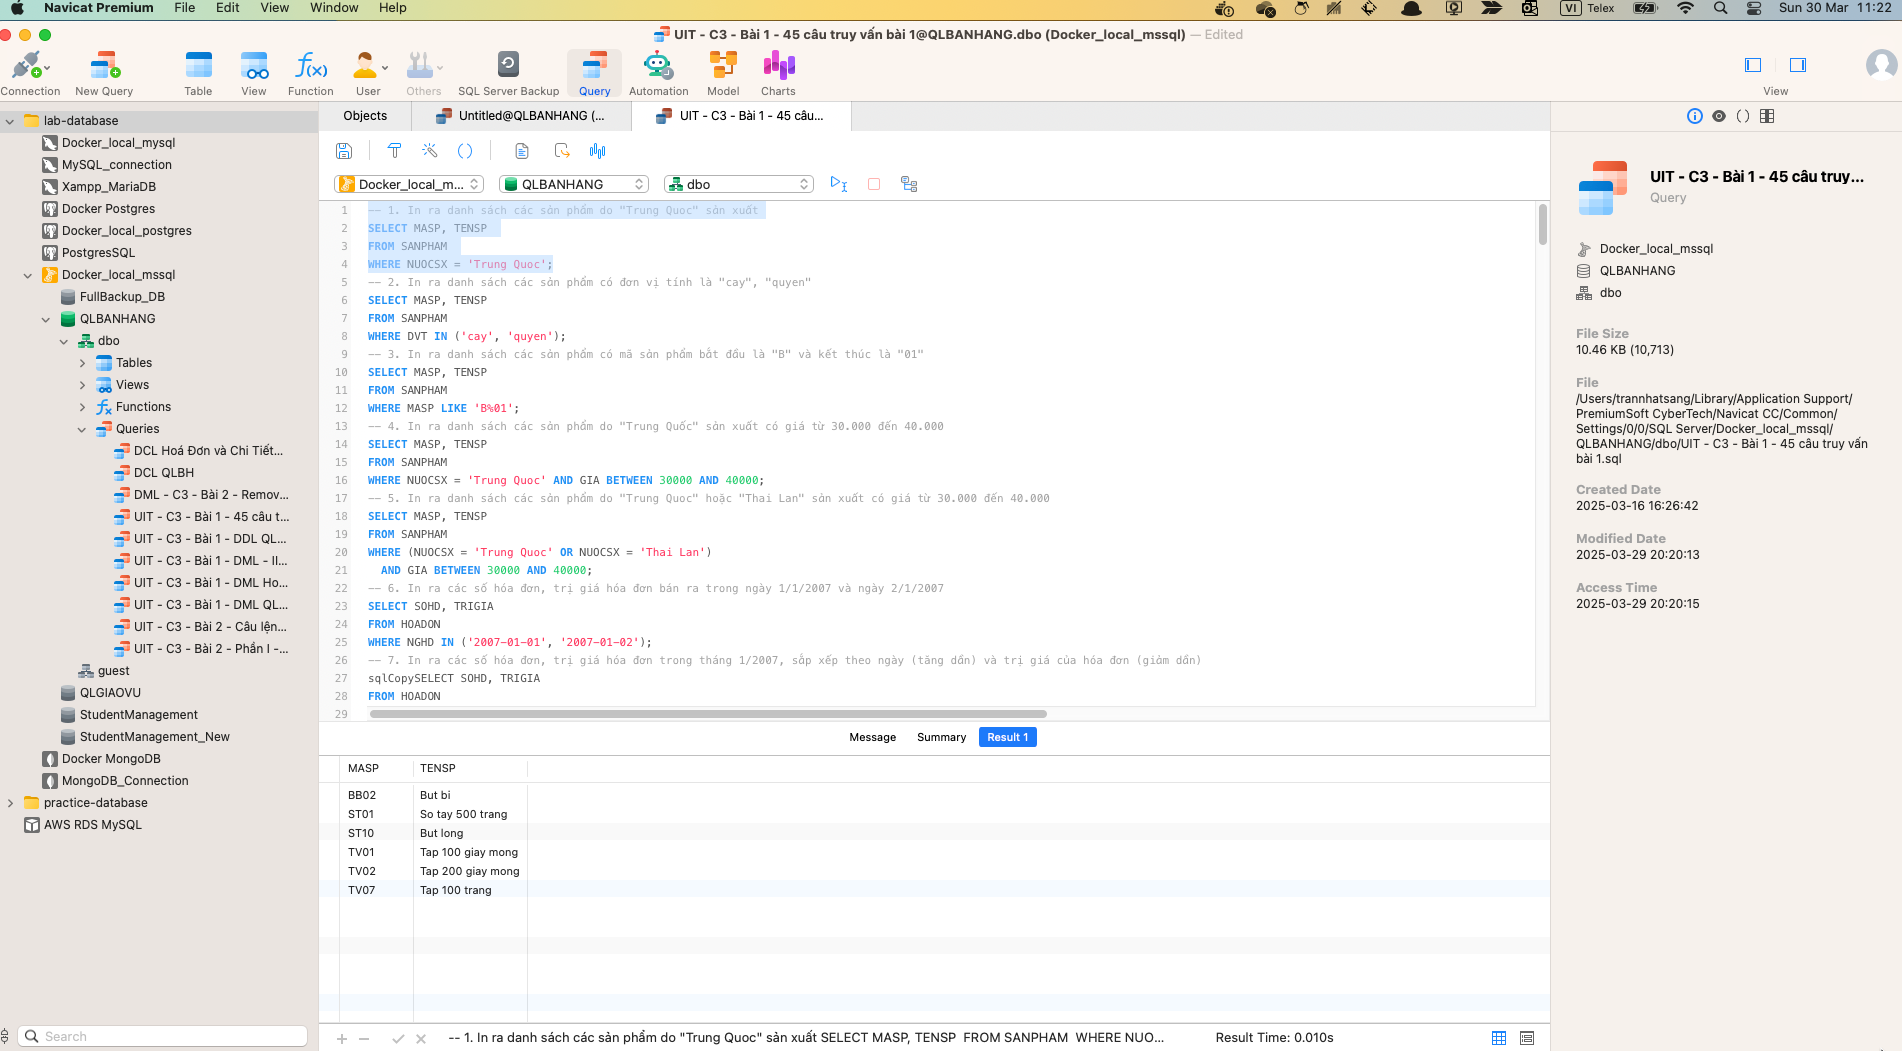 Navicat Premium File Edit View Window Help VI Telex Sun 30 Mar 11:22
UIT - C3 - Bài 1 - 45 câu truy vấn bài 1@QLBANHANG.dbo (Docker_local_mssql) — Edited
Connection New Query Table View Function User Others SQL Server Backup Query Automation Model Charts View
lab-database
Docker_local_mysql
MySQL_connection
Xampp_MariaDB
Docker Postgres
Docker_local_postgres
PostgresSQL
Docker_local_mssql
FullBackup_DB
QLBANHANG
dbo
Tables
Views
Functions
Queries
DCL Hoá Đơn và Chi Tiết...
DCL QLBH
DML - C3 - Bài 2 - Remov...
UIT - C3 - Bài 1 - 45 câu t...
UIT - C3 - Bài 1 - DDL QL...
UIT - C3 - Bài 1 - DML - II...
UIT - C3 - Bài 1 - DML Ho...
UIT - C3 - Bài 1 - DML QL...
UIT - C3 - Bài 2 - Câu lện...
UIT - C3 - Bài 2 - Phần I -...
guest
QLGIAOVU
StudentManagement
StudentManagement_New
Docker MongoDB
MongoDB_Connection
practice-database
AWS RDS MySQL
Search
Objects Untitled@QLBANHANG (... UIT - C3 - Bài 1 - 45 câu...
Docker_local_m... QLBANHANG dbo
1 -- 1. In ra danh sách các sản phẩm do "Trung Quoc" sản xuất
2 SELECT MASP, TENSP
3 FROM SANPHAM
4 WHERE NUOCSX = 'Trung Quoc';
5 -- 2. In ra danh sách các sản phẩm có đơn vị tính là "cay", "quyen"
6 SELECT MASP, TENSP
7 FROM SANPHAM
8 WHERE DVT IN ('cay', 'quyen');
9 -- 3. In ra danh sách các sản phẩm có mã sản phẩm bắt đầu là "B" và kết thúc là "01"
10 SELECT MASP, TENSP
11 FROM SANPHAM
12 WHERE MASP LIKE 'B%01';
13 -- 4. In ra danh sách các sản phẩm do "Trung Quốc" sản xuất có giá từ 30.000 đến 40.000
14 SELECT MASP, TENSP
15 FROM SANPHAM
16 WHERE NUOCSX = 'Trung Quoc' AND GIA BETWEEN 30000 AND 40000;
17 -- 5. In ra danh sách các sản phẩm do "Trung Quoc" hoặc "Thai Lan" sản xuất có giá từ 30.000 đến 40.000
18 SELECT MASP, TENSP
19 FROM SANPHAM
20 WHERE (NUOCSX = 'Trung Quoc' OR NUOCSX = 'Thai Lan')
21 AND GIA BETWEEN 30000 AND 40000;
22 -- 6. In ra các số hóa đơn, trị giá hóa đơn bán ra trong ngày 1/1/2007 và ngày 2/1/2007
23 SELECT SOHD, TRIGIA
24 FROM HOADON
25 WHERE NGHD IN ('2007-01-01', '2007-01-02');
26 -- 7. In ra các số hóa đơn, trị giá hóa đơn trong tháng 1/2007, sắp xếp theo ngày (tăng dần) và trị giá của hóa đơn (giảm dần)
27 sqlCopySELECT SOHD, TRIGIA
28 FROM HOADON
29
Message Summary Result 1
MASP TENSP
BB02 But bi
ST01 So tay 500 trang
ST10 But long
TV01 Tap 100 giay mong
TV02 Tap 200 giay mong
TV07 Tap 100 trang
-- 1. In ra danh sách các sản phẩm do "Trung Quoc" sản xuất SELECT MASP, TENSP FROM SANPHAM WHERE NUO... Result Time: 0.010s
UIT - C3 - Bài 1 - 45 câu truy...
Query
Docker_local_mssql
QLBANHANG
dbo
File Size
10.46 KB (10,713)
File
/Users/trannhatsang/Library/Application Support/
PremiumSoft CyberTech/Navicat CC/Common/
Settings/0/0/SQL Server/Docker_local_mssql/
QLBANHANG/dbo/UIT - C3 - Bài 1 - 45 câu truy vấn
bài 1.sql
Created Date
2025-03-16 16:26:42
Modified Date
2025-03-29 20:20:13
Access Time
2025-03-29 20:20:15